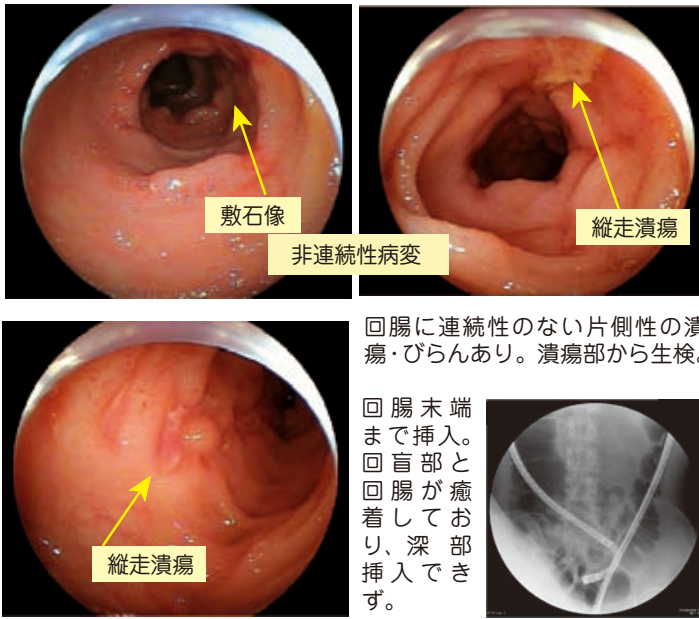 敷石像
縦走潰瘍
非連続性病変
回腸に連続性のない片側性の潰
瘍・びらんあり。潰瘍部から生検。
縦走潰瘍
回腸末端
まで挿入。
回盲部と
回腸が癒
着してお
り、深部
挿入でき
ず。